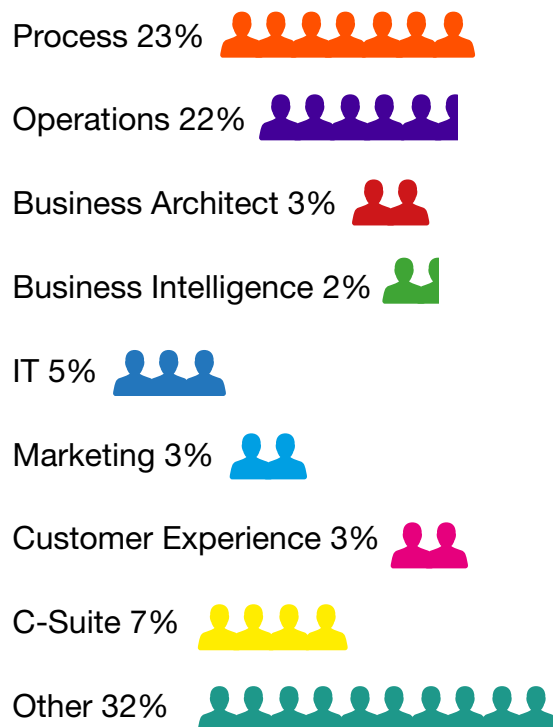 Process 23%
Operations 22%
Business Architect 3%
Business Intelligence 2%
IT 5%
Marketing 3%
Customer Experience 3%
C-Suite 7%
Other 32%